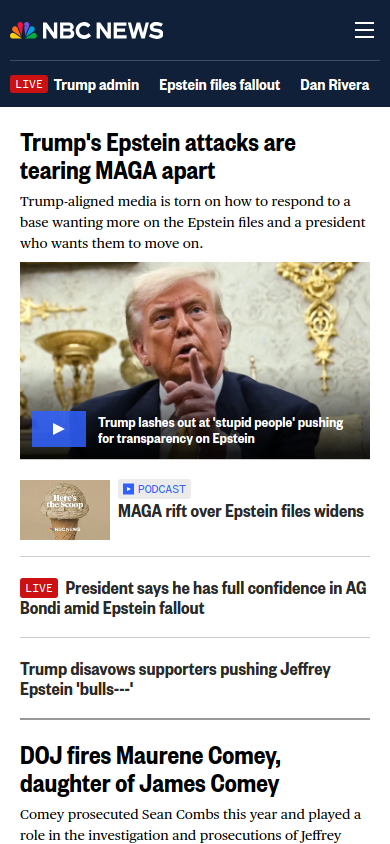 NBC NEWS
LIVE Trump admin Epstein files fallout Dan Rivera
Trump's Epstein attacks are
tearing MAGA apart
Trump-aligned media is torn on how to respond to a
base wanting more on the Epstein files and a president
who wants them to move on.
Trump lashes out at 'stupid people' pushing
for transparency on Epstein
Here's
the Scoop
NBC NEWS
PODCAST
MAGA rift over Epstein files widens
LIVE President says he has full confidence in AG
Bondi amid Epstein fallout
Trump disavows supporters pushing Jeffrey
Epstein 'bulls---'
DOJ fires Maurene Comey,
daughter of James Comey
Comey prosecuted Sean Combs this year and played a
role in the investigation and prosecutions of Jeffrey